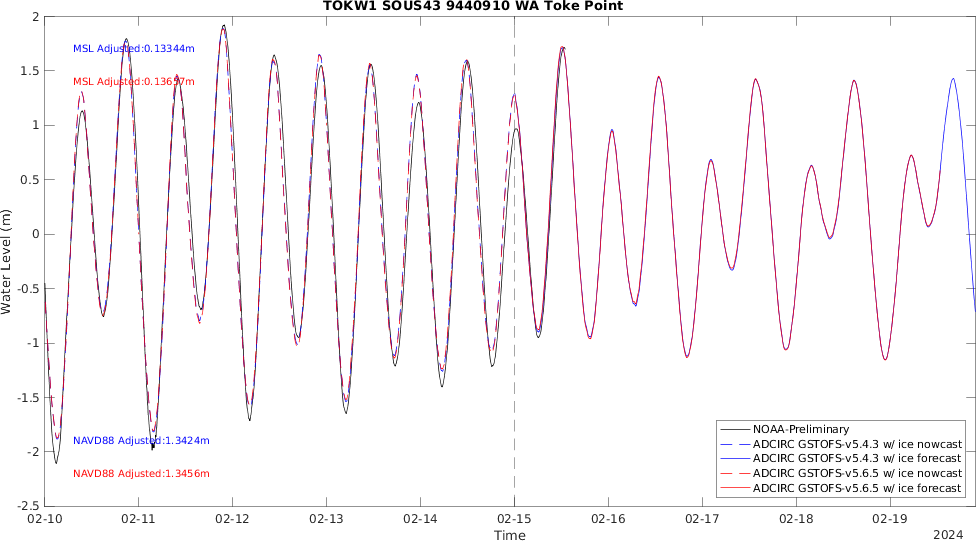 TOKW1 SOUS43 9440910 WA Toke Point
2
1.5
1
0.5
0
-0.5
-1
-1.5
-2
-2.5
Water Level (m)
MSL Adjusted:0.13344m
MSL Adjusted:0.13657m
NAVD88 Adjusted:1.3424m
NAVD88 Adjusted:1.3456m
NOAA-Preliminary
ADCIRC GSTOFS-v5.4.3 w/ ice nowcast
ADCIRC GSTOFS-v5.4.3 w/ ice forecast
ADCIRC GSTOFS-v5.6.5 w/ ice nowcast
ADCIRC GSTOFS-v5.6.5 w/ ice forecast
02-10 02-11 02-12 02-13 02-14 02-15 02-16 02-17 02-18 02-19
Time
2024